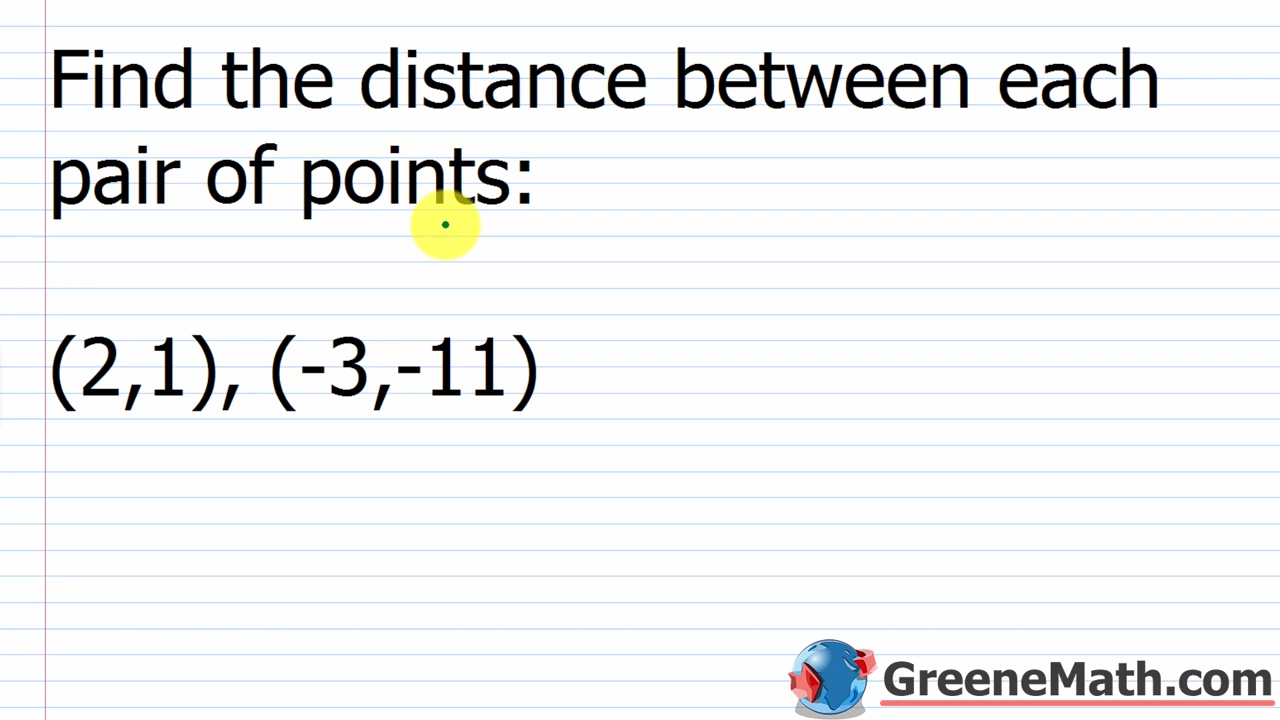 Find the distance between each
pair of points:
(2,1), (-3,-11)
GreeneMath.com